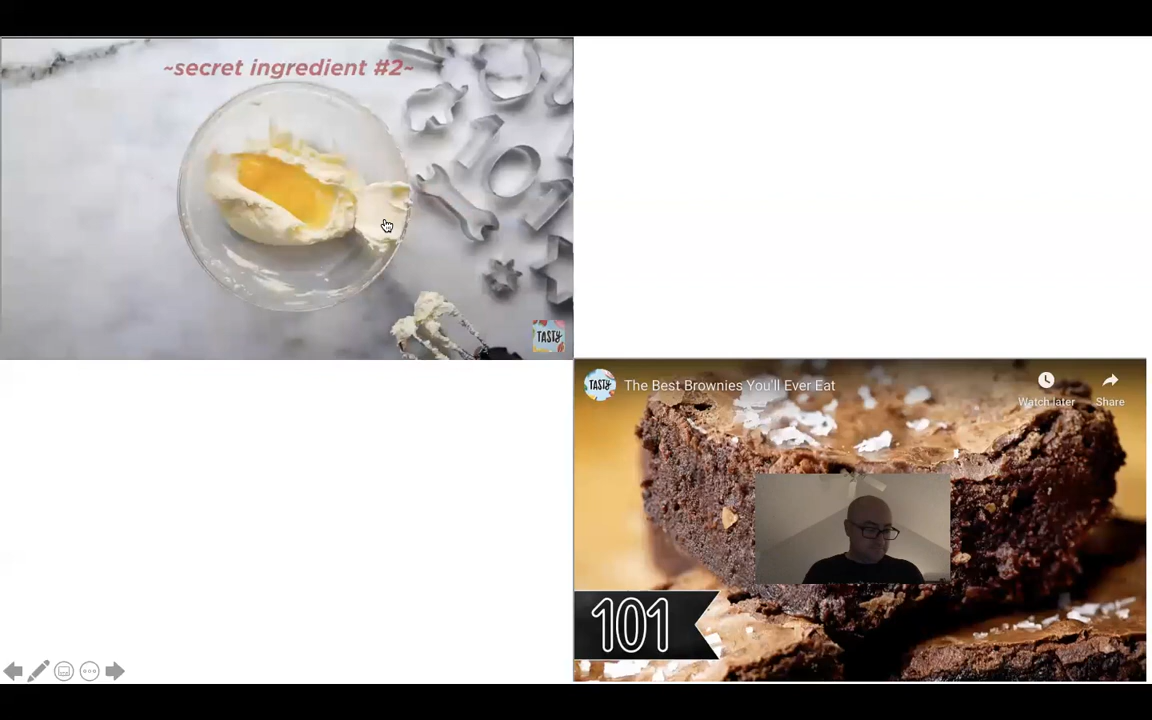 ~secret ingredient #2~
TASTY
TASTY
The Best Brownies You'll Ever Eat
Watch later
Share
101